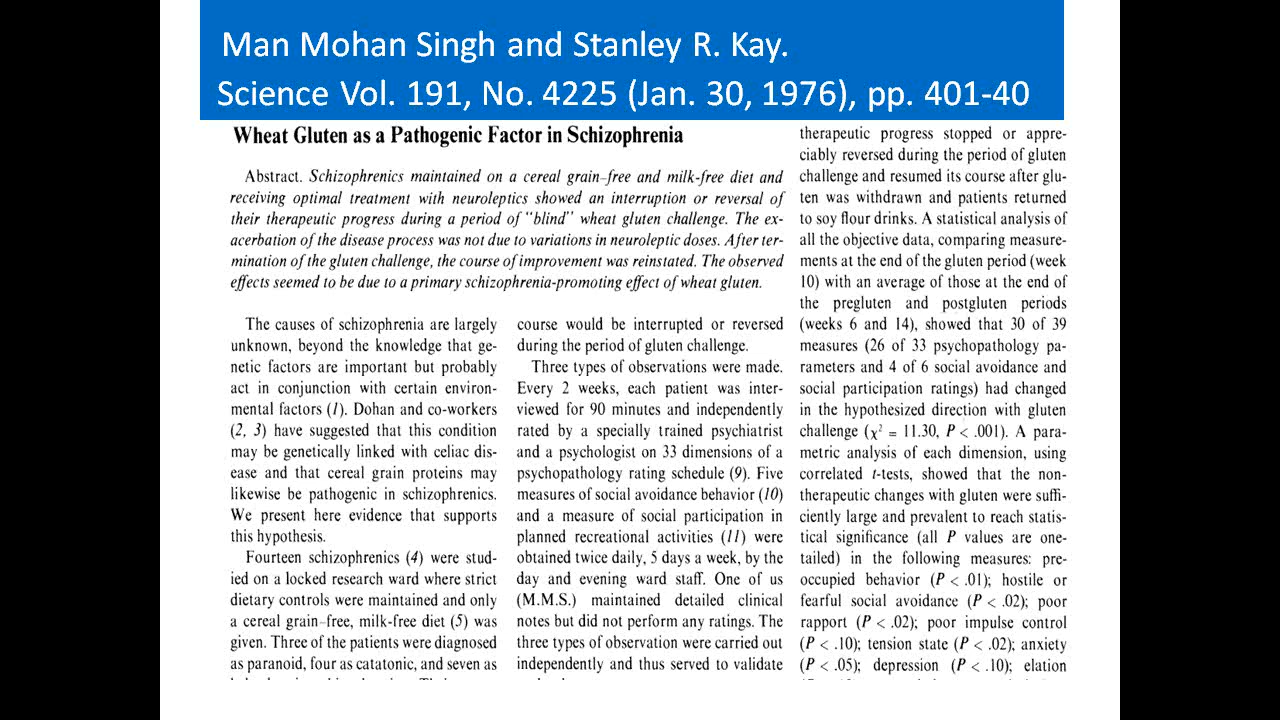 Man Mohan Singh and Stanley R. Kay.
Science Vol. 191, No. 4225 (Jan. 30, 1976), pp. 401-40
Wheat Gluten as a Pathogenic Factor in Schizophrenia
Abstract. Schizophrenics maintained on a cereal grain–free and milk-free diet and
receiving optimal treatment with neuroleptics showed an interruption or reversal of
their therapeutic progress during a period of "blind" wheat gluten challenge. The ex-
acerbation of the disease process was not due to variations in neuroleptic doses. After ter-
mination of the gluten challenge, the course of improvement was reinstated. The observed
effects seemed to be due to a primary schizophrenia-promoting effect of wheat gluten.
The causes of schizophrenia are largely
unknown, beyond the knowledge that ge-
netic factors are important but probably
act in conjunction with certain environ-
mental factors (1). Dohan and co-workers
(2, 3) have suggested that this condition
may be genetically linked with celiac dis-
ease and that cereal grain proteins may
likewise be pathogenic in schizophrenics.
We present here evidence that supports
this hypothesis.
Fourteen schizophrenics (4) were stud-
ied on a locked research ward where strict
dietary controls were maintained and only
a cereal grain–free, milk-free diet (5) was
given. Three of the patients were diagnosed
as paranoid, four as catatonic, and seven as
course would be interrupted or reversed
during the period of gluten challenge.
Three types of observations were made.
Every 2 weeks, each patient was inter-
viewed for 90 minutes and independently
rated by a specially trained psychiatrist
and a psychologist on 33 dimensions of a
psychopathology rating schedule (9). Five
measures of social avoidance behavior (10)
and a measure of social participation in
planned recreational activities (11) were
obtained twice daily, 5 days a week, by the
day and evening ward staff. One of us
(M.M.S.) maintained detailed clinical
notes but did not perform any ratings. The
three types of observation were carried out
independently and thus served to validate
therapeutic progress stopped or appre-
ciably reversed during the period of gluten
challenge and resumed its course after glu-
ten was withdrawn and patients returned
to soy flour drinks. A statistical analysis of
all the objective data, comparing measure-
ments at the end of the gluten period (week
10) with an average of those at the end of
the pregluten and postgluten periods
(weeks 6 and 14), showed that 30 of 39
measures (26 of 33 psychopathology pa-
rameters and 4 of 6 social avoidance and
social participation ratings) had changed
in the hypothesized direction with gluten
challenge (χ² = 11.30, P < .001). A para-
metric analysis of each dimension, using
correlated t-tests, showed that the non-
therapeutic changes with gluten were suffi-
ciently large and prevalent to reach statis-
tical significance (all P values are one-
tailed) in the following measures: pre-
occupied behavior (P < .01); hostile or
fearful social avoidance (P < .02); poor
rapport (P < .02); poor impulse control
(P < .10); tension state (P < .02); anxiety
(P < .05); depression (P < .10); elation